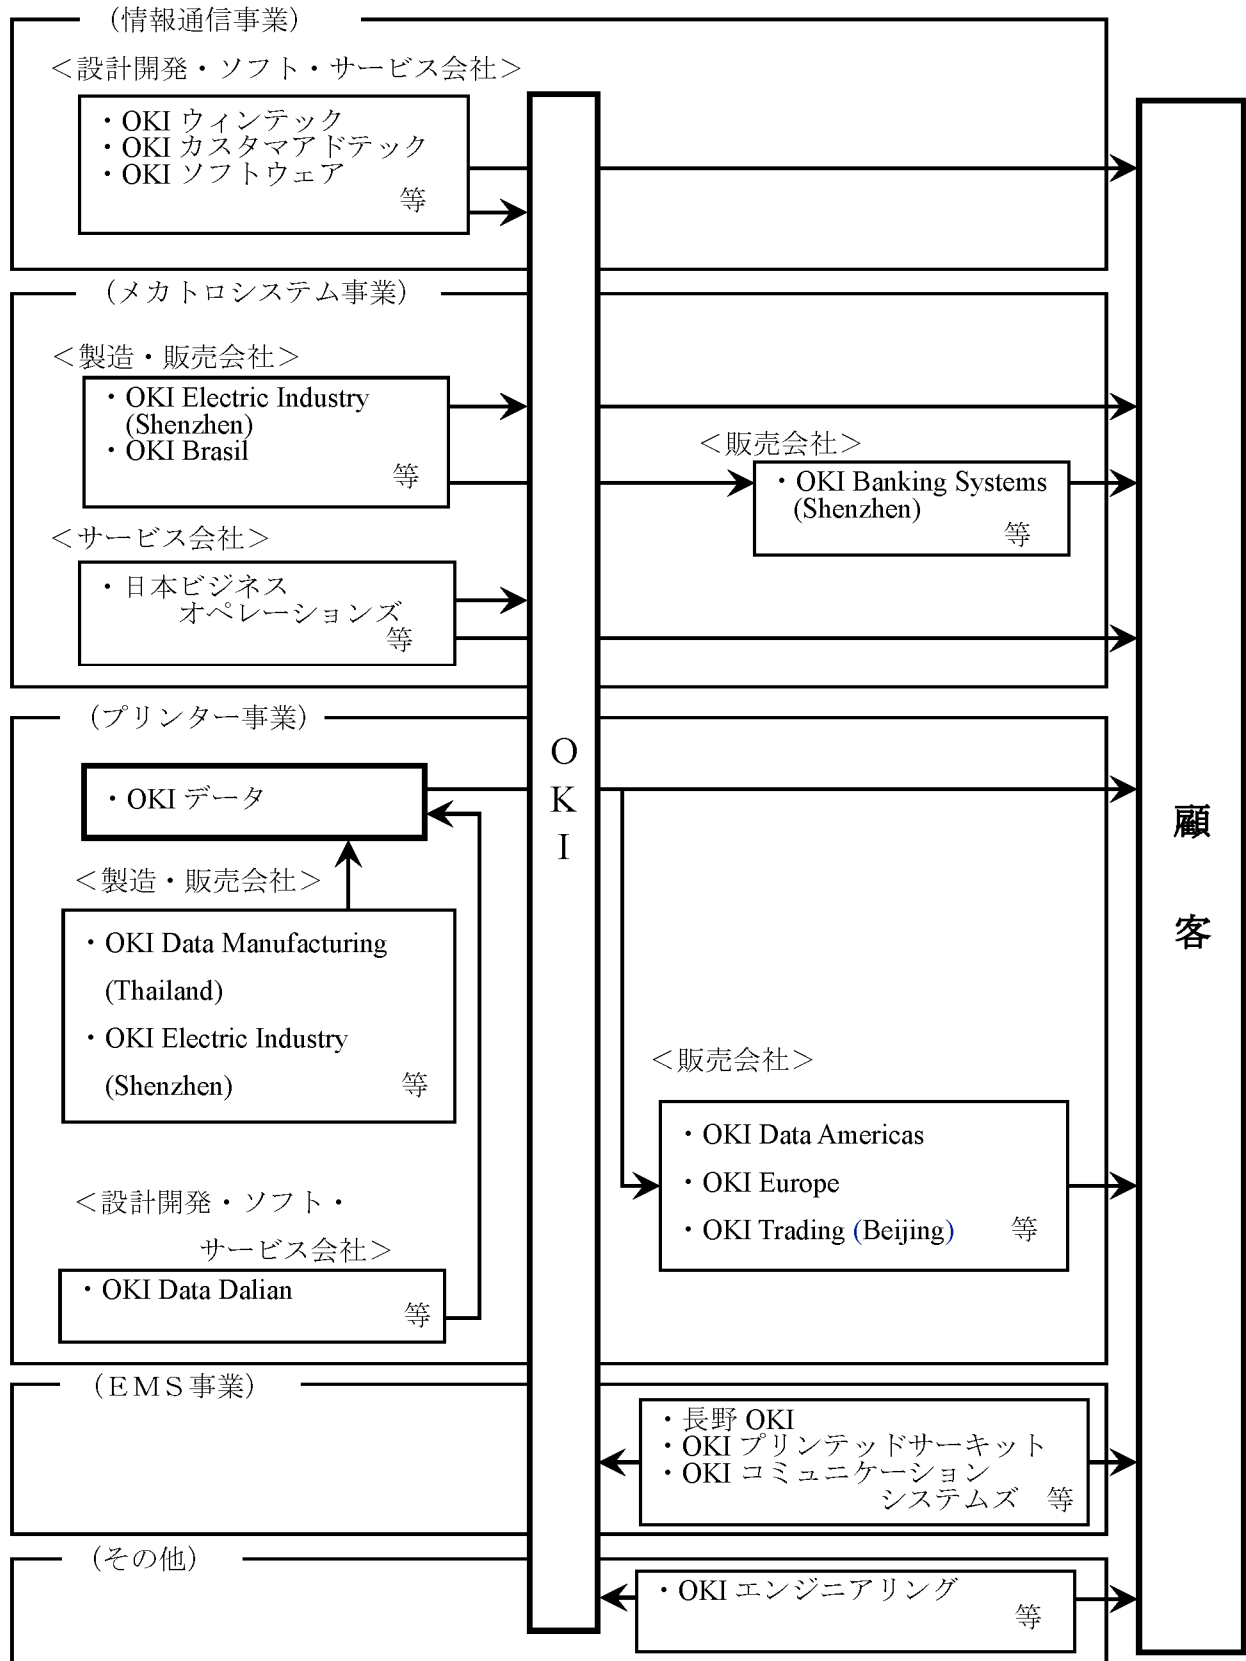 (情報通信事業)
＜設計開発・ソフト・サービス会社＞
・OKI ウィンテック
・OKI カスタマアドテック
・OKI ソフトウェア
等
(メカトロシステム事業)
＜製造・販売会社＞
・OKI Electric Industry
(Shenzhen)
・OKI Brasil
等
＜販売会社＞
・OKI Banking Systems
(Shenzhen)
等
＜サービス会社＞
・日本ビジネス
オペレーションズ
等
(プリンター事業)
・OKI データ
＜製造・販売会社＞
・OKI Data Manufacturing
(Thailand)
・OKI Electric Industry
(Shenzhen) 等
＜販売会社＞
・OKI Data Americas
・OKI Europe
・OKI Trading (Beijing) 等
＜設計開発・ソフト・
サービス会社＞
・OKI Data Dalian
等
(ＥＭＳ事業)
・長野 OKI
・OKI プリンテッドサーキット
・OKI コミュニケーション
システムズ 等
(その他)
・OKI エンジニアリング
等
O
K
I
顧
客